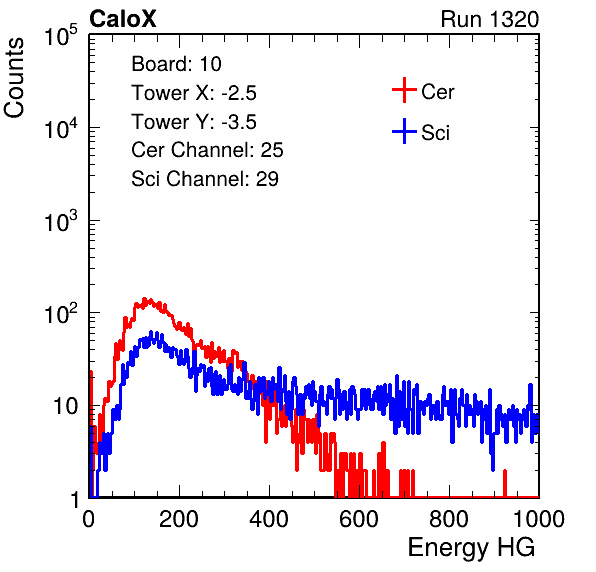 CaloX Run 1320
Counts
10^5
10^4
10^3
10^2
10
1
Board: 10
Tower X: -2.5
Tower Y: -3.5
Cer Channel: 25
Sci Channel: 29
Cer
Sci
0 200 400 600 800 1000
Energy HG